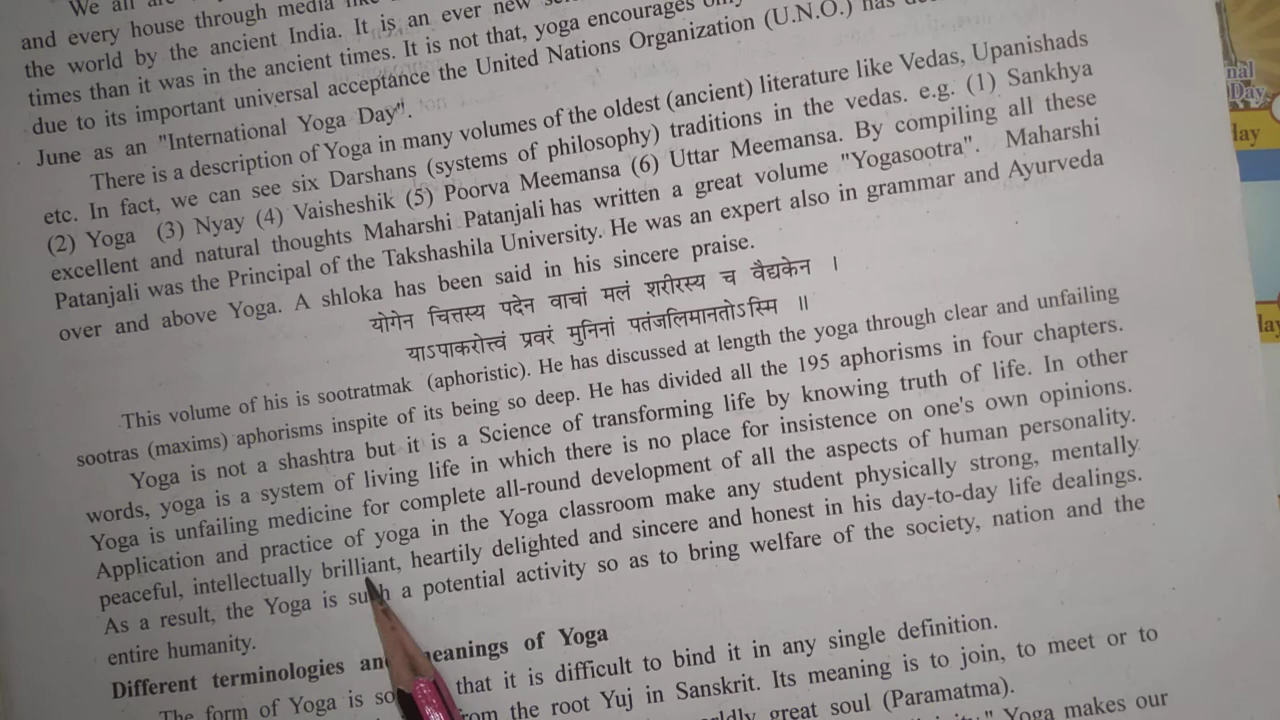 We all are
and every house through media like
the world by the ancient India. It is an ever new
times than it was in the ancient times. It is not that, yoga encourages only
due to its important universal acceptance the United Nations Organization (U.N.O.) has
June as an "International Yoga Day".
There is a description of Yoga in many volumes of the oldest (ancient) literature like Vedas, Upanishads
etc. In fact, we can see six Darshans (systems of philosophy) traditions in the vedas. e.g. (1) Sankhya
(2) Yoga (3) Nyay (4) Vaisheshik (5) Poorva Meemansa (6) Uttar Meemansa. By compiling all these
excellent and natural thoughts Maharshi Patanjali has written a great volume "Yogasootra". Maharshi
Patanjali was the Principal of the Takshashila University. He was an expert also in grammar and Ayurveda
over and above Yoga. A shloka has been said in his sincere praise.
योगेन चित्तस्य पदेन वाचां मलं शरीरस्य च वैद्यकेन ।
याऽपाकरोत्त्वं प्रवरं मुनिनां पतंजलिमानतोऽस्मि ॥
This volume of his is sootratmak (aphoristic). He has discussed at length the yoga through clear and unfailing
sootras (maxims) aphorisms inspite of its being so deep. He has divided all the 195 aphorisms in four chapters.
Yoga is not a shashtra but it is a Science of transforming life by knowing truth of life. In other
words, yoga is a system of living life in which there is no place for insistence on one's own opinions.
Yoga is unfailing medicine for complete all-round development of all the aspects of human personality.
Application and practice of yoga in the Yoga classroom make any student physically strong, mentally
peaceful, intellectually brilliant, heartily delighted and sincere and honest in his day-to-day life dealings.
As a result, the Yoga is such a potential activity so as to bring welfare of the society, nation and the
entire humanity.
Different terminologies and meanings of Yoga
The form of Yoga is so that it is difficult to bind it in any single definition.
from the root Yuj in Sanskrit. Its meaning is to join, to meet or to
great soul (Paramatma).
Yoga makes our
nal
Day
lay